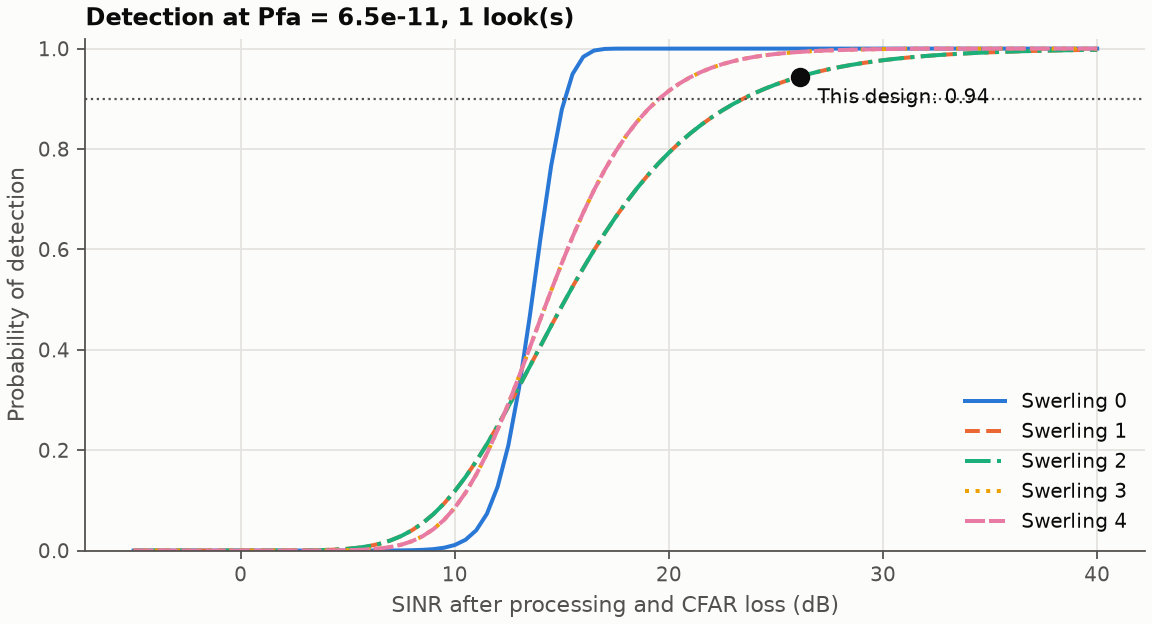 Detection at Pfa = 6.5e-11, 1 look(s)
1.0
0.8
0.6
0.4
0.2
0.0
Probability of detection
This design: 0.94
Swerling 0
Swerling 1
Swerling 2
Swerling 3
Swerling 4
0 10 20 30 40
SINR after processing and CFAR loss (dB)